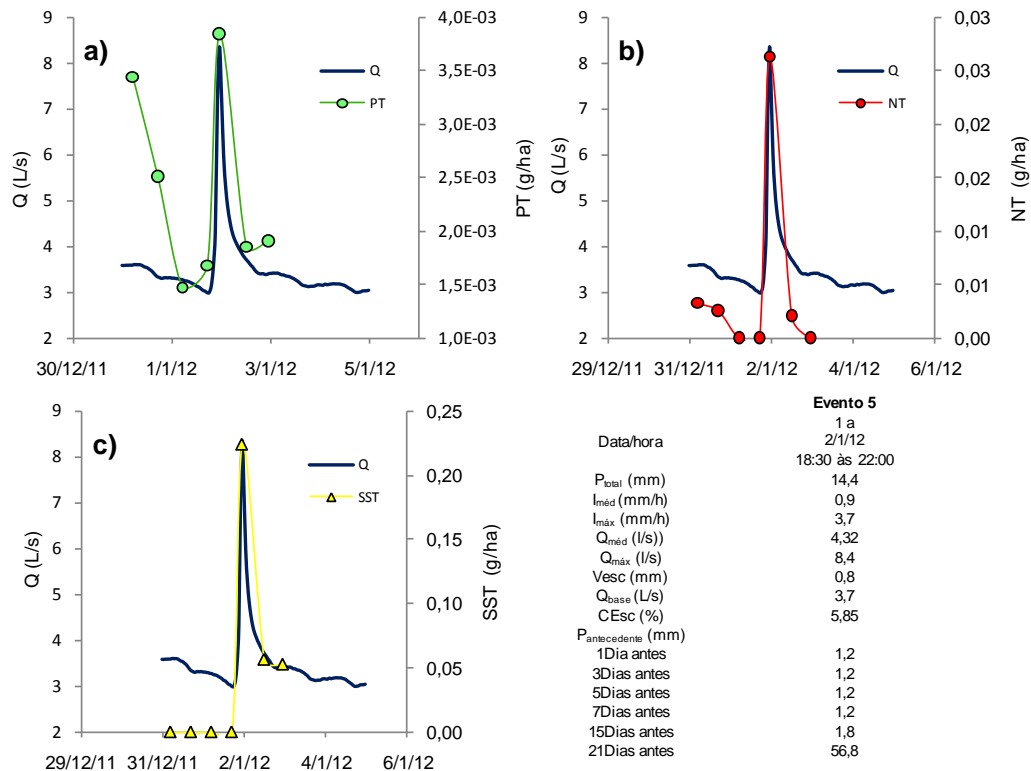 a)
9
8
7
6
5
4
3
2
Q (L/s)
4,0E-03
3,5E-03
3,0E-03
2,5E-03
2,0E-03
1,5E-03
1,0E-03
PT (g/ha)
30/12/11 1/1/12 3/1/12 5/1/12
Q
PT
b)
9
8
7
6
5
4
3
2
Q (L/s)
0,03
0,03
0,02
0,02
0,01
0,01
0,00
NT (g/ha)
29/12/11 31/12/11 2/1/12 4/1/12 6/1/12
Q
NT
c)
9
8
7
6
5
4
3
2
Q (L/s)
0,25
0,20
0,15
0,10
0,05
0,00
SST (g/ha)
29/12/11 31/12/11 2/1/12 4/1/12 6/1/12
Q
SST
Evento 5
Data/hora 1 a
2/1/12
18:30 às 22:00
Ptotal (mm) 14,4
Iméd (mm/h) 0,9
Imáx (mm/h) 3,7
Qméd (l/s)) 4,32
Qmáx (l/s) 8,4
Vesc (mm) 0,8
Qbase (L/s) 3,7
CEsc (%) 5,85
Pantecedente (mm)
1Dia antes 1,2
3Dias antes 1,2
5Dias antes 1,2
7Dias antes 1,2
15Dias antes 1,8
21Dias antes 56,8